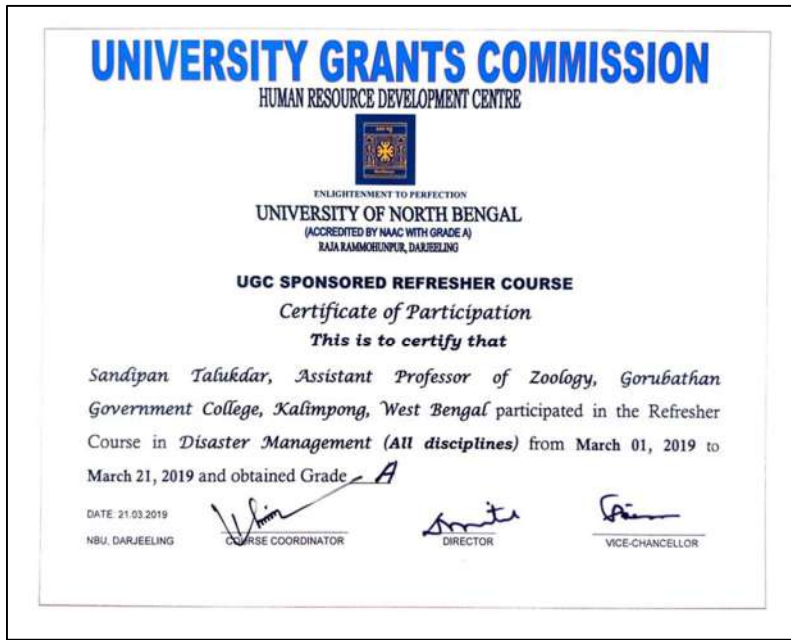 UNIVERSITY GRANTS COMMISSION
HUMAN RESOURCE DEVELOPMENT CENTRE
ENLIGHTENMENT TO PERFECTION
UNIVERSITY OF NORTH BENGAL
(ACCREDITED BY NAAC WITH GRADE A)
RAJA RAMMOHUNPUR, DARJEELING
UGC SPONSORED REFRESHER COURSE
Certificate of Participation
This is to certify that
Sandipan Talukdar, Assistant Professor of Zoology, Gorubathan
Government College, Kalimpong, West Bengal participated in the Refresher
Course in Disaster Management (All disciplines) from March 01, 2019 to
March 21, 2019 and obtained Grade A
DATE: 21.03.2019
NBU, DARJEELING
COURSE COORDINATOR
DIRECTOR
VICE-CHANCELLOR